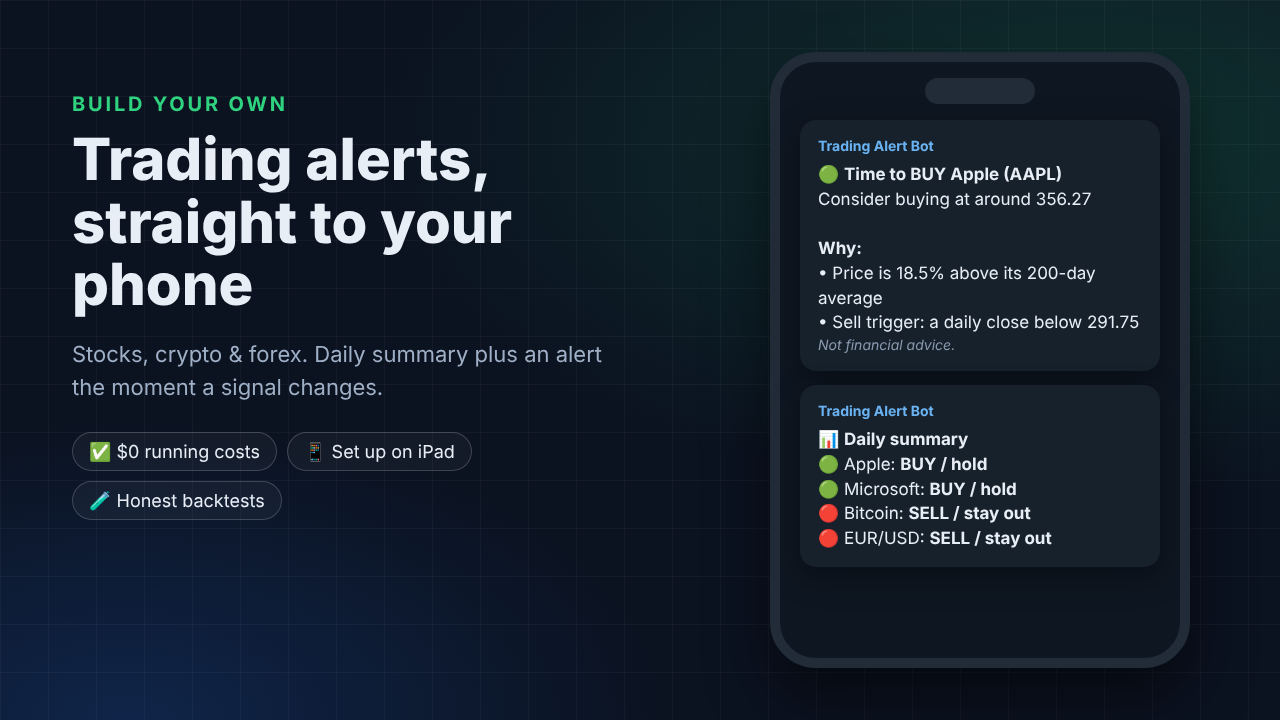 BUILD YOUR OWN
Trading alerts,
straight to your
phone
Stocks, crypto & forex. Daily summary plus an alert
the moment a signal changes.
✅ $0 running costs
📱 Set up on iPad
🧪 Honest backtests
Trading Alert Bot
🟢 Time to BUY Apple (AAPL)
Consider buying at around 356.27
Why:
• Price is 18.5% above its 200-day
average
• Sell trigger: a daily close below 291.75
Not financial advice.
Trading Alert Bot
📊 Daily summary
🟢 Apple: BUY / hold
🟢 Microsoft: BUY / hold
🔴 Bitcoin: SELL / stay out
🔴 EUR/USD: SELL / stay out